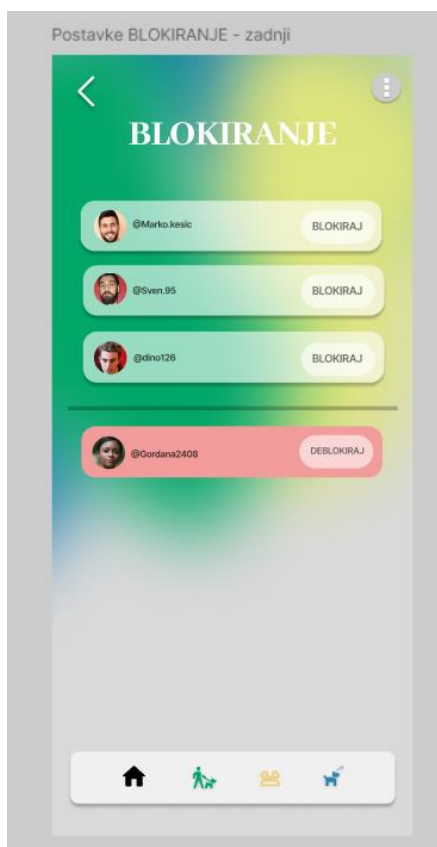 Postavke BLOKIRANJE - zadnji
BLOKIRANJE
@Marko.kesic
BLOKIRAJ
@Sven.95
BLOKIRAJ
@dino126
BLOKIRAJ
@Gordana2408
DEBLOKIRAJ